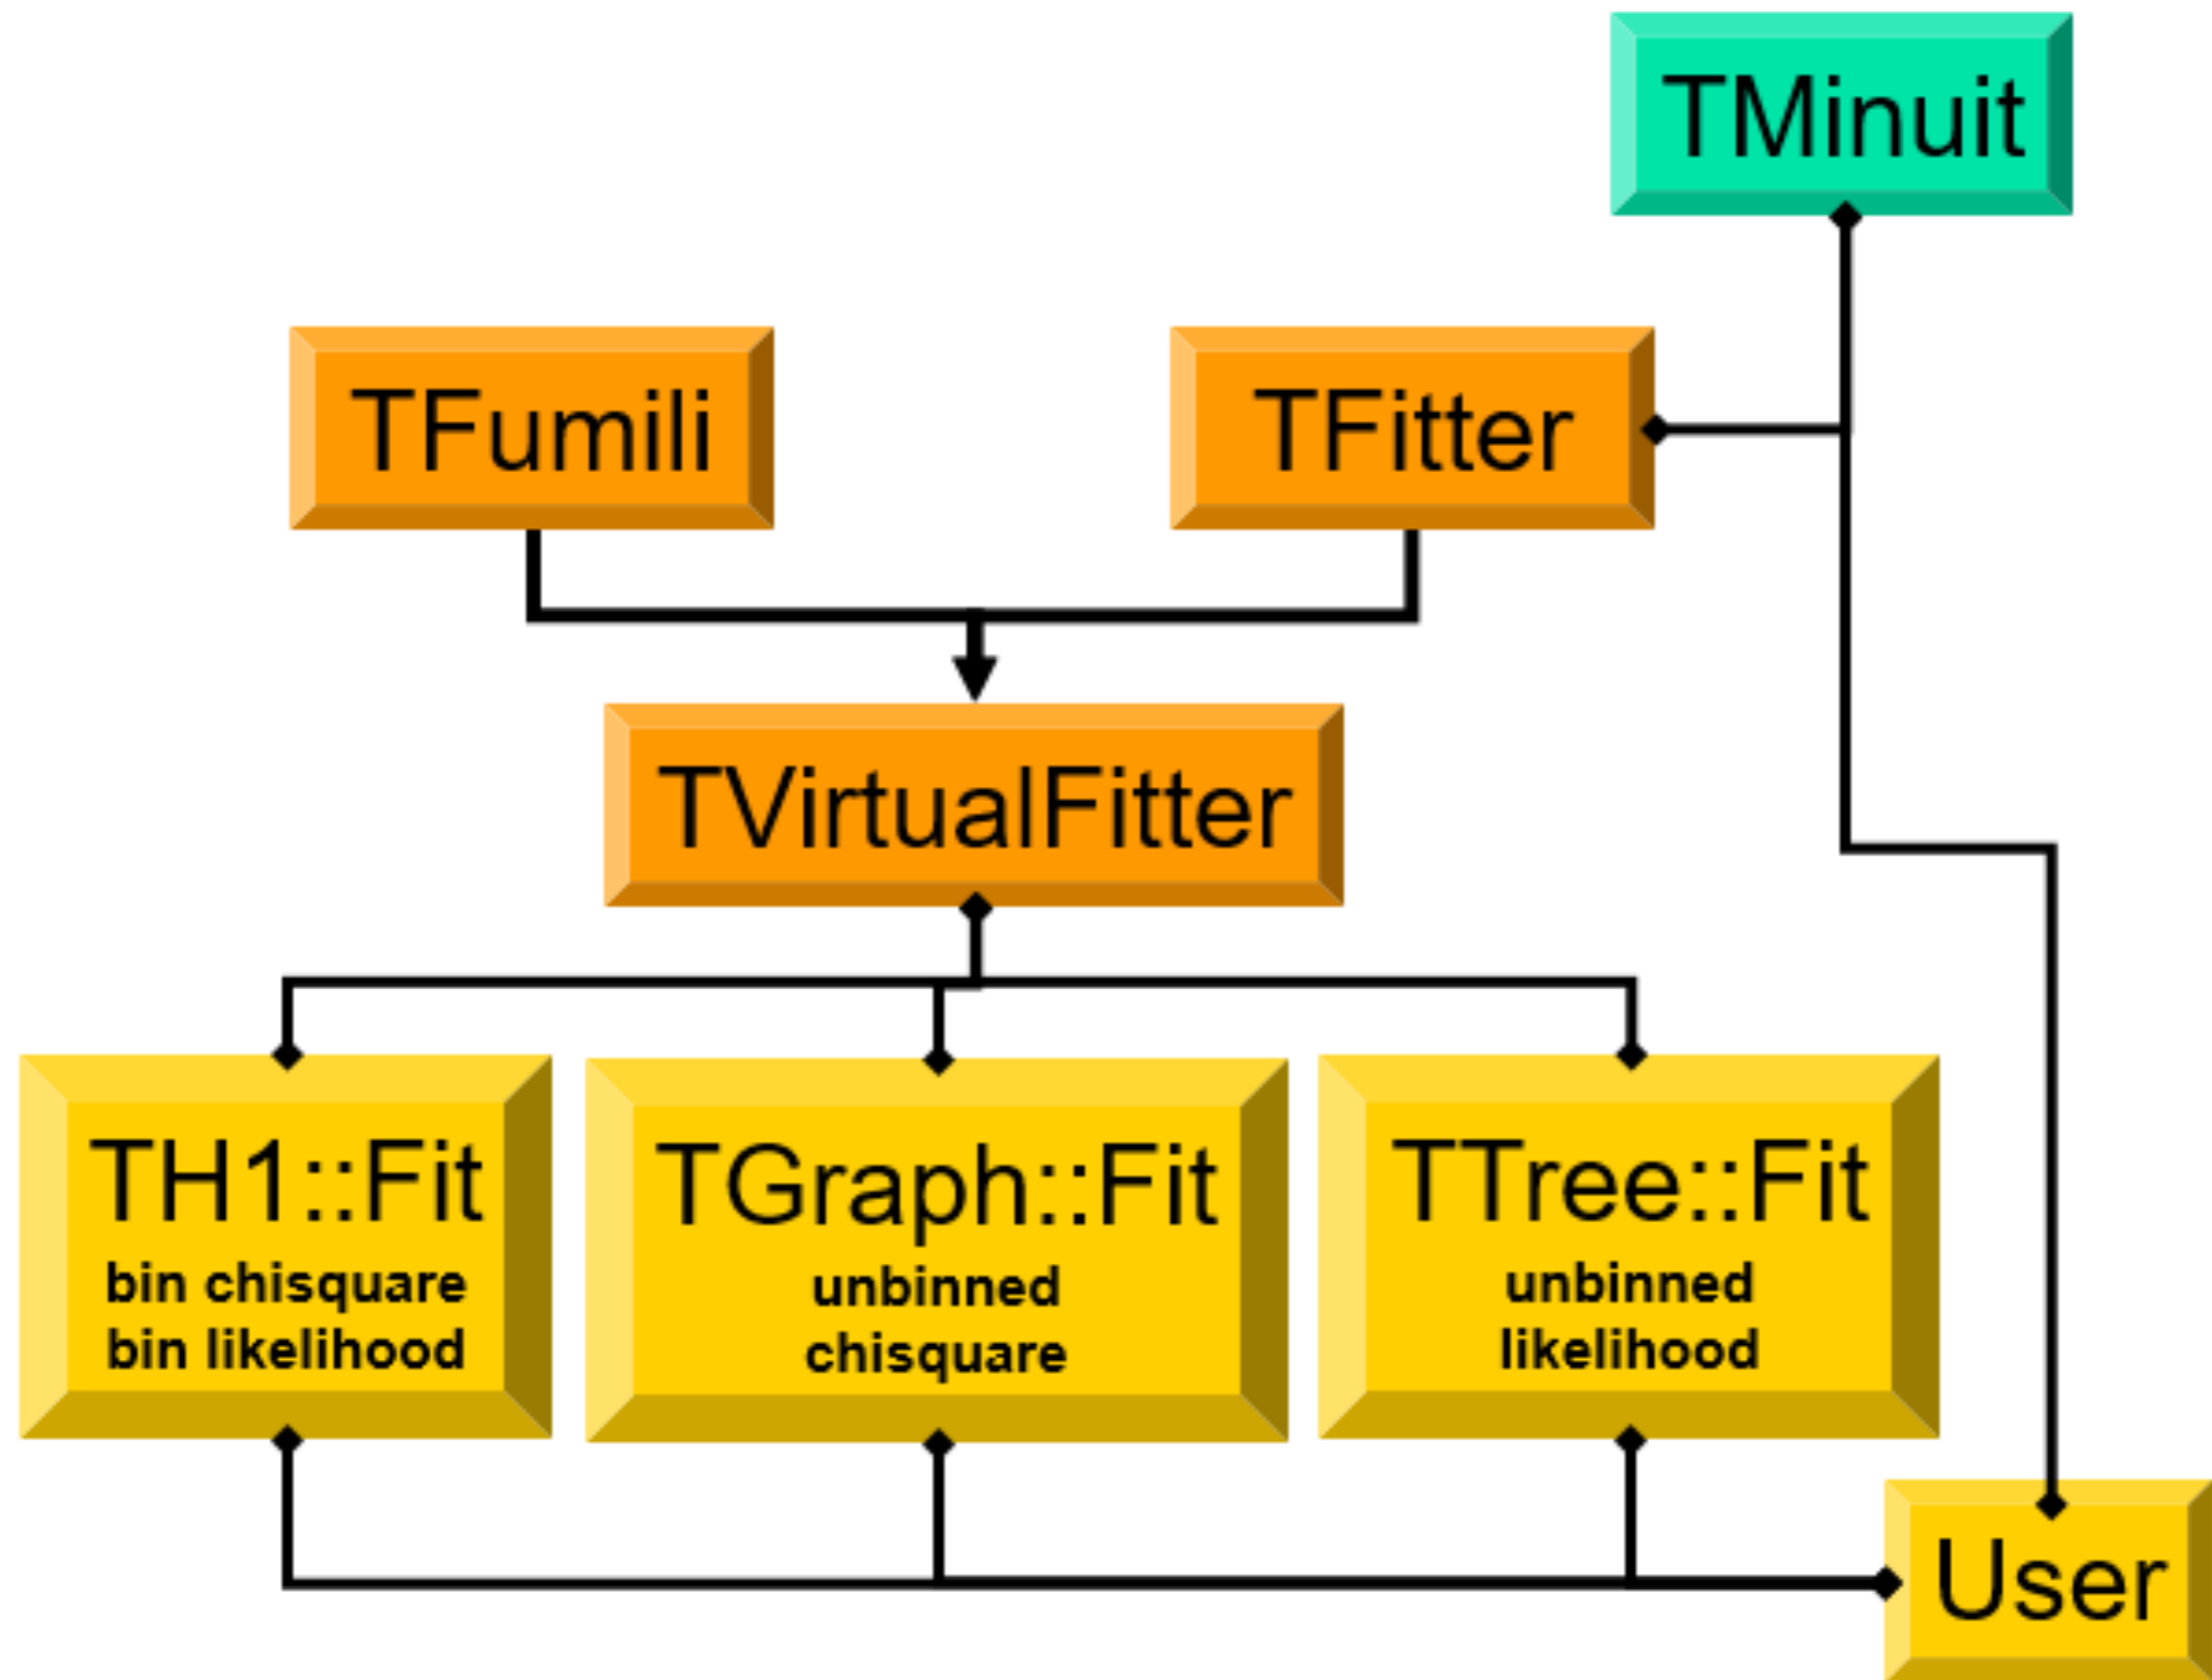 TMinuit
TFumili
TFitter
TVirtualFitter
TH1::Fit
bin chisquare
bin likelihood
TGraph::Fit
unbinned
chisquare
TTree::Fit
unbinned
likelihood
User